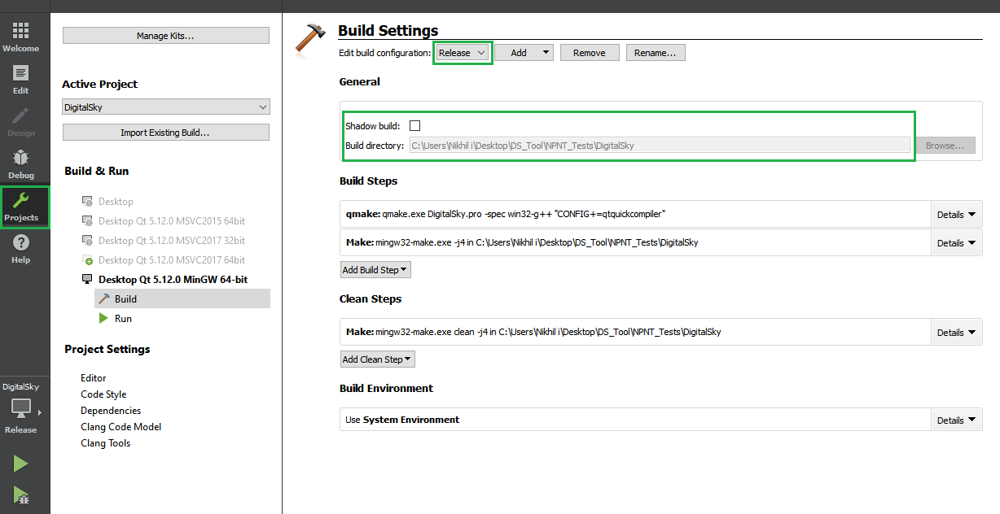 Welcome
Edit
Design
Debug
Projects
Help
DigitalSky
Release
Manage Kits...
Active Project
DigitalSky
Import Existing Build...
Build & Run
Desktop
Desktop Qt 5.12.0 MSVC2015 64bit
Desktop Qt 5.12.0 MSVC2017 32bit
Desktop Qt 5.12.0 MSVC2017 64bit
Desktop Qt 5.12.0 MinGW 64-bit
Build
Run
Project Settings
Editor
Code Style
Dependencies
Clang Code Model
Clang Tools
Build Settings
Edit build configuration: Release Add Remove Rename...
General
Shadow build:
Build directory: C:\Users\Nikhil i\Desktop\DS_Tool\NPNT_Tests\DigitalSky Browse...
Build Steps
qmake: qmake.exe DigitalSky.pro -spec win32-g++ "CONFIG+=qtquickcompiler" Details
Make: mingw32-make.exe -j4 in C:\Users\Nikhil i\Desktop\DS_Tool\NPNT_Tests\DigitalSky Details
Add Build Step
Clean Steps
Make: mingw32-make.exe clean -j4 in C:\Users\Nikhil i\Desktop\DS_Tool\NPNT_Tests\DigitalSky Details
Add Clean Step
Build Environment
Use System Environment Details